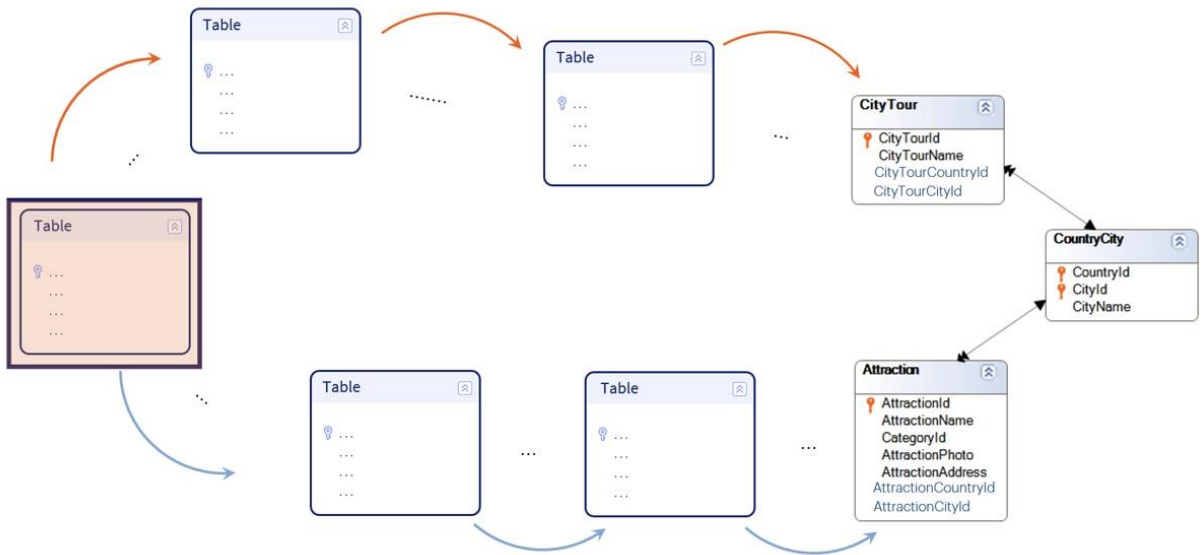 Table
...
...
...
...
.......
Table
...
...
...
...
...
CityTour
CityTourId
CityTourName
CityTourCountryId
CityTourCityId
...
Table
...
...
...
...
CountryCity
CountryId
CityId
CityName
...
Table
...
...
...
...
...
Table
...
...
...
...
...
Attraction
AttractionId
AttractionName
CategoryId
AttractionPhoto
AttractionAddress
AttractionCountryId
AttractionCityId